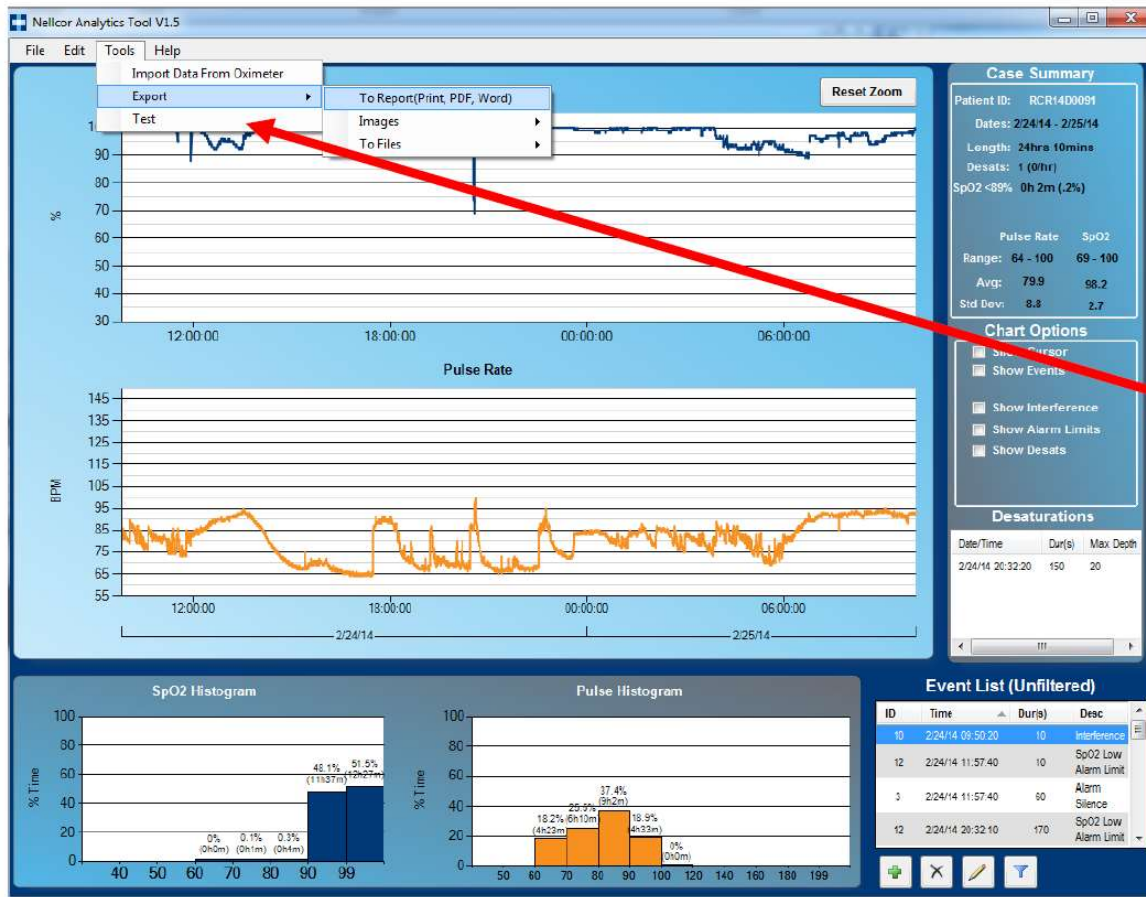 Nellcor Analytics Tool V1.5
File Edit Tools Help
Import Data From Oximeter
Export
Test
To Report(Print, PDF, Word)
Images
To Files
Reset Zoom
90
80
70
60
50
40
30
%
12:00:00 18:00:00 00:00:00 06:00:00
Pulse Rate
145
135
125
115
105
95
85
75
65
55
BPM
12:00:00 18:00:00 00:00:00 06:00:00
2/24/14 2/25/14
Case Summary
Patient ID: RCR14D0091
Dates: 2/24/14 - 2/25/14
Length: 24hrs 10mins
Desats: 1 (0/hr)
SpO2 <89% 0h 2m (.2%)
Pulse Rate SpO2
Range: 64 - 100 69 - 100
Avg: 79.9 98.2
Std Dev: 8.8 2.7
Chart Options
Show Cursor
Show Events
Show Interference
Show Alarm Limits
Show Desats
Desaturations
Date/Time Dur(s) Max Depth
2/24/14 20:32:20 150 20
SpO2 Histogram
100
80
60
40
20
0
% Time
0% 0.1% 0.3% 48.1% 51.5%
(0h0m) (0h1m) (0h4m) (11h37m) (12h27m)
40 50 60 70 80 90 99
Pulse Histogram
100
80
60
40
20
0
% Time
18.2% 25.5% 37.4% 18.9% 0%
(4h23m (6h10m) (9h2m) (4h33m) (0h0m)
50 60 70 80 90 100 120 140 160 180 199
Event List (Unfiltered)
ID Time Dur(s) Desc
10 2/24/14 09:50:20 10 Interference
12 2/24/14 11:57:40 10 SpO2 Low
Alarm Limit
3 2/24/14 11:57:40 60 Alarm
Silence
12 2/24/14 20:32:10 170 SpO2 Low
Alarm Limit